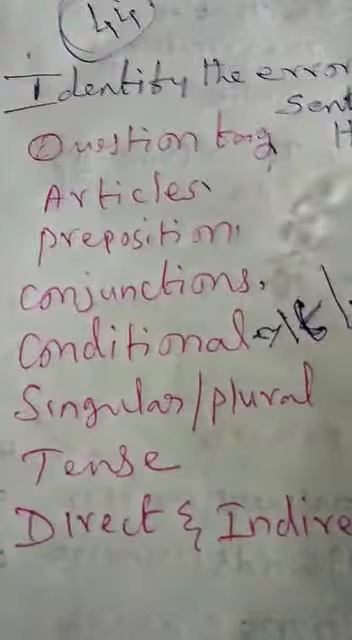 44
Identify the error
Sent
Question tag
Articles
preposition.
conjunctions.
Conditional
Singular/plural
Tense
Direct & Indire